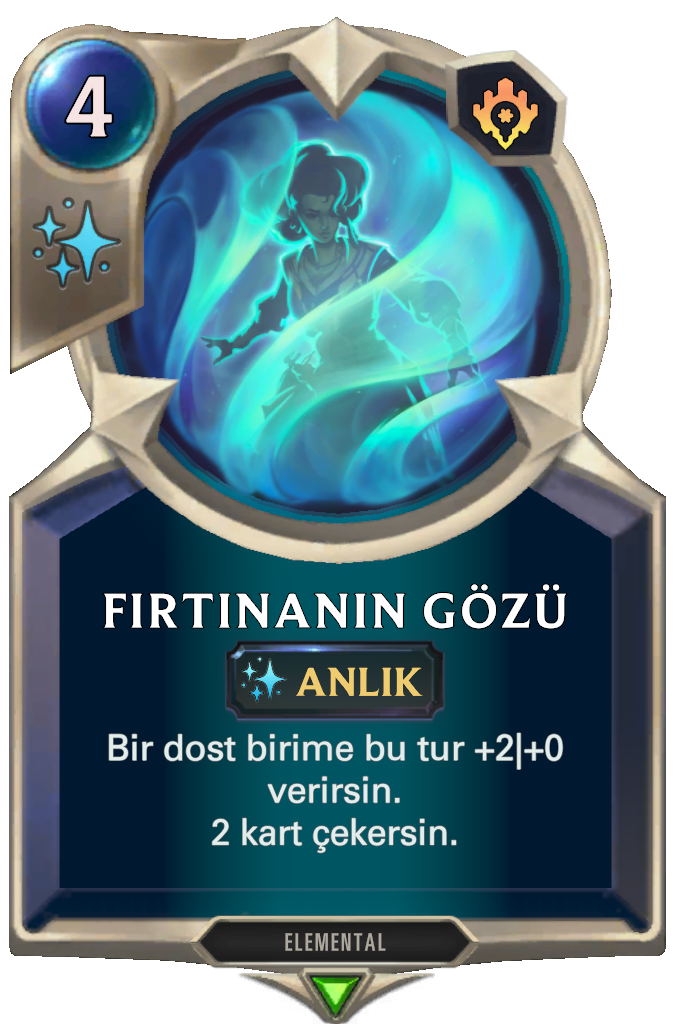 4
FIRTINANIN GÖZÜ
ANLIK
Bir dost birime bu tur +2|+0
verirsin.
2 kart çekersin.
ELEMENTAL